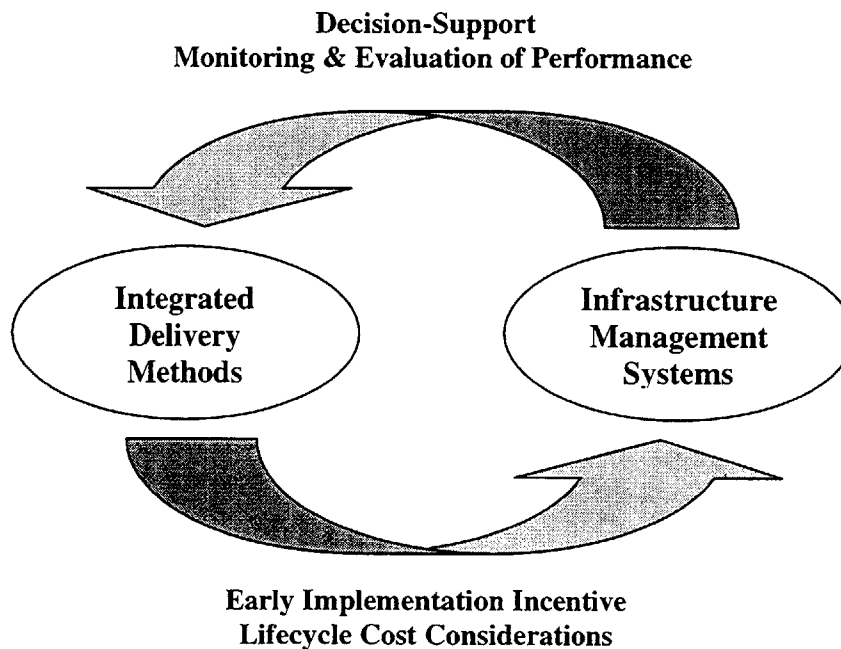 Decision-Support
Monitoring & Evaluation of Performance
Integrated
Delivery
Methods
Infrastructure
Management
Systems
Early Implementation Incentive
Lifecycle Cost Considerations